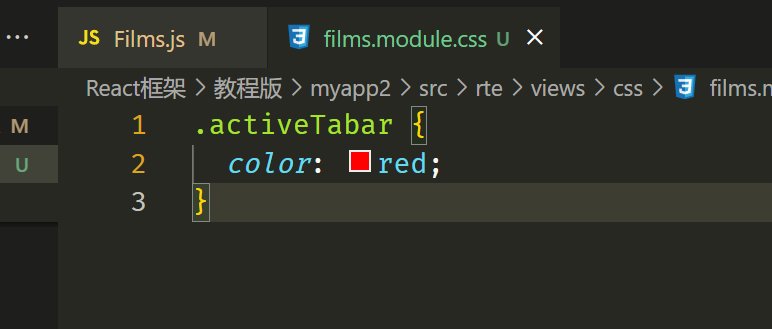 ... JS Films.js M films.module.css U ×
React框架 > 教程版 > myapp2 > src > rte > views > css > films.m
M 1 .activeTabar {
U 2 color: red;
3 }